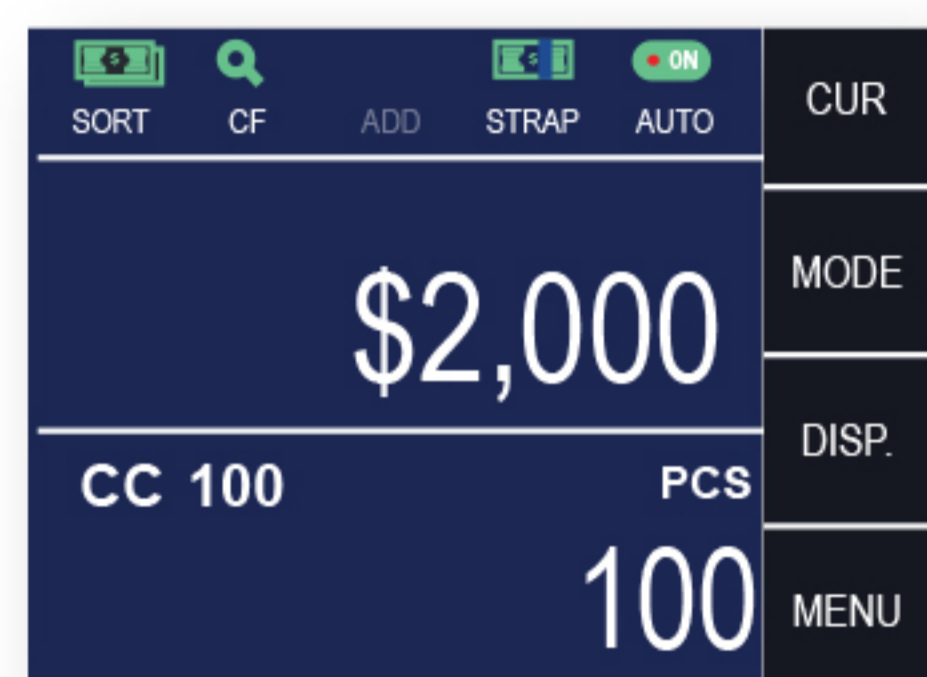 ON
SORT CF ADD STRAP AUTO
CUR
$2,000
MODE
DISP.
CC 100 PCS
100
MENU